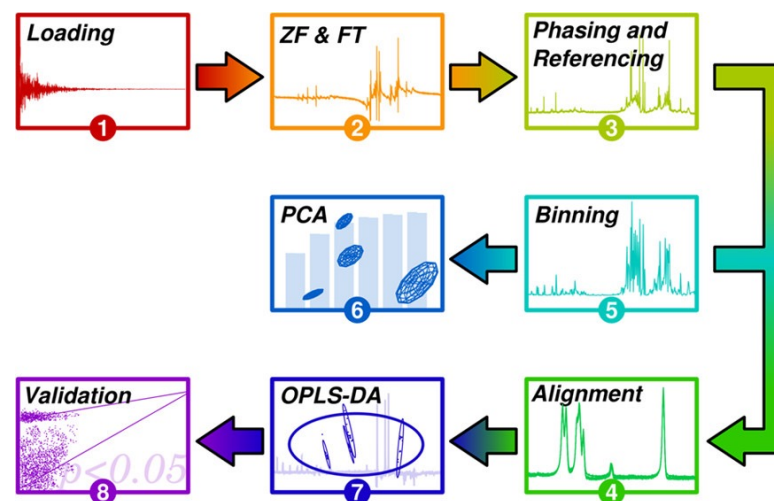 Loading
1
ZF & FT
2
Phasing and
Referencing
3
PCA
6
Binning
5
Validation
p<0.05
8
OPLS-DA
7
Alignment
4